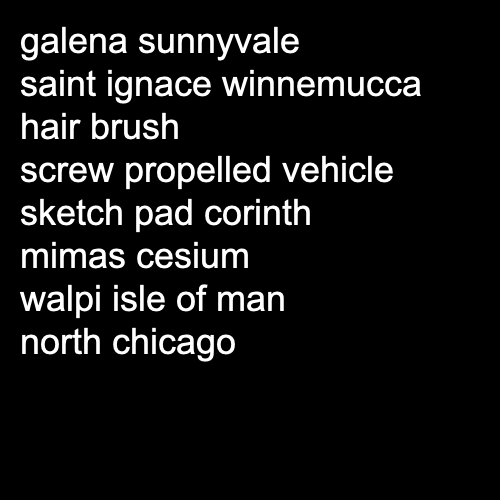 galena sunnyvale
saint ignace winnemucca
hair brush
screw propelled vehicle
sketch pad corinth
mimas cesium
walpi isle of man
north chicago